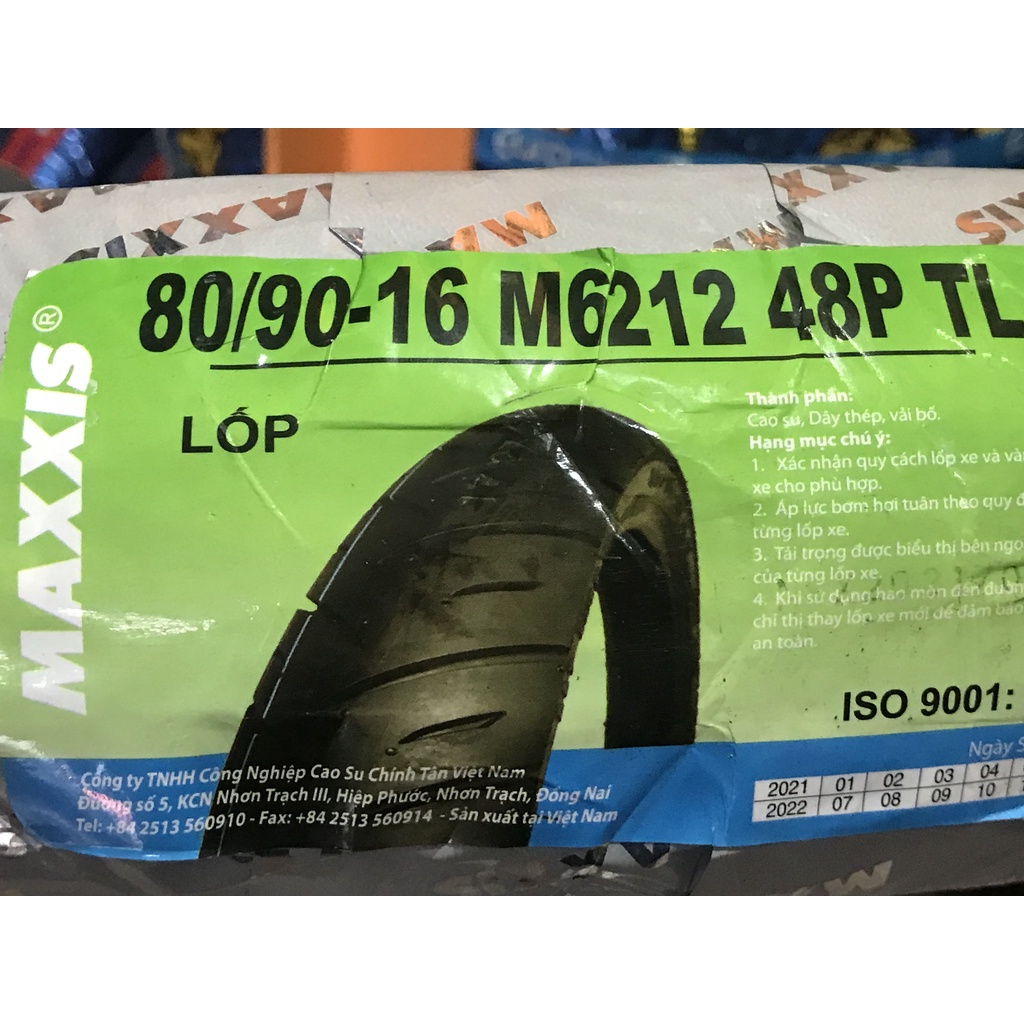 MAXXIS®
80/90-16 M6212 48P TL
LỐP
Thành phần:
Cao su, Dây thép, vải bố.
Hạng mục chú ý:
1. Xác nhận quy cách lốp xe và và
xe cho phù hợp.
2. Áp lực bơm hơi tuân theo quy đ
từng lốp xe.
3. Tải trọng được biểu thị bên ngo
của từng lốp xe.
4. Khi sử dụng hao mòn đến đườn
chỉ thị thay lốp xe mới để đảm bảo
an toàn.
ISO 9001:
Ngày S
2021 01 02 03 04
2022 07 08 09 10
Công ty TNHH Công Nghiệp Cao Su Chính Tân Việt Nam
Đường số 5, KCN Nhơn Trạch III, Hiệp Phước, Nhơn Trạch, Đồng Nai
Tel: +84 2513 560910 - Fax: +84 2513 560914 - Sản xuất tại Việt Nam